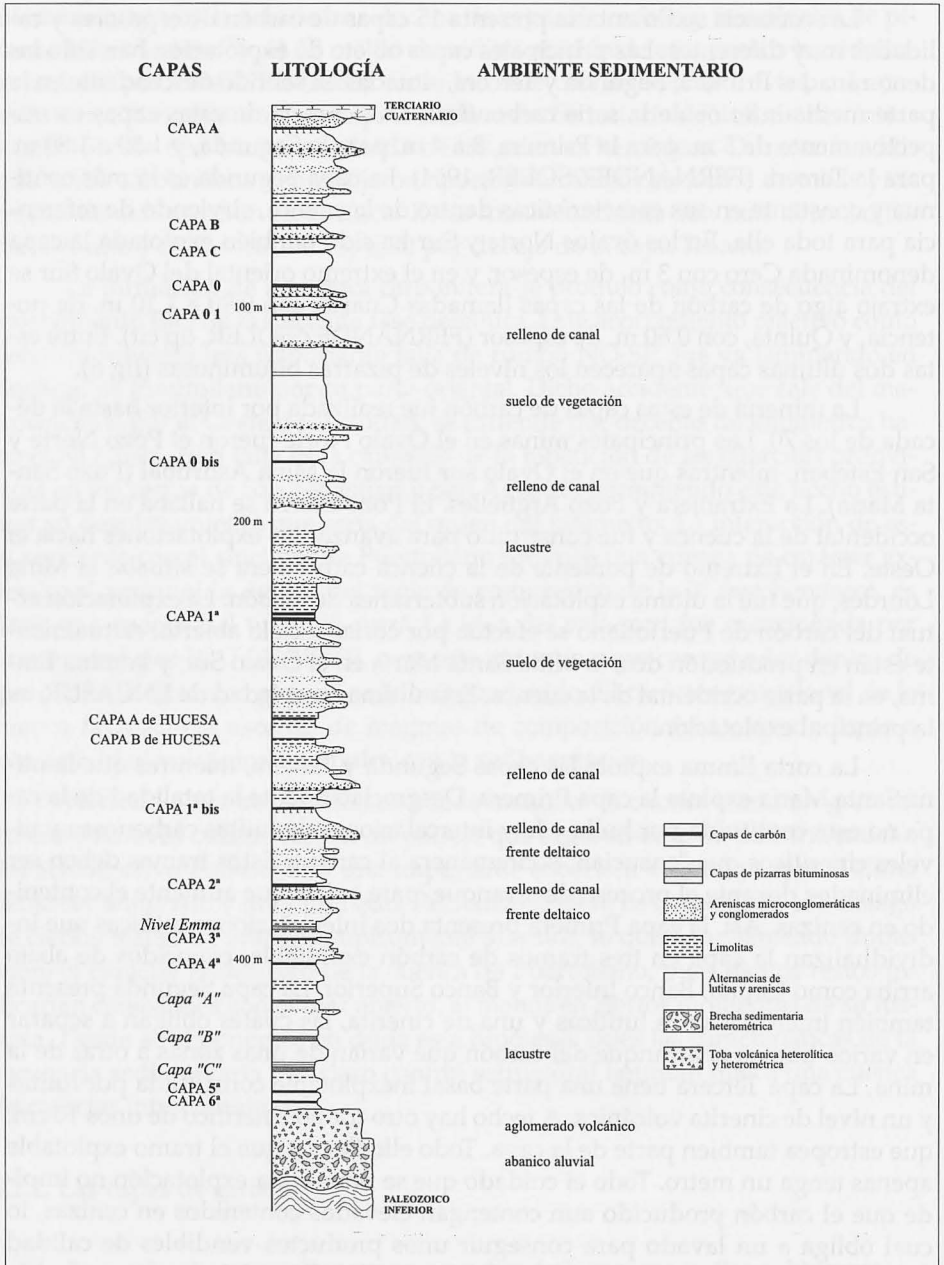 CAPAS LITOLOGÍA AMBIENTE SEDIMENTARIO
TERCIARIO
CUATERNARIO
CAPA A
CAPA B
CAPA C
CAPA 0
100 m
CAPA 0 1
relleno de canal
suelo de vegetación
CAPA 0 bis
relleno de canal
200 m
lacustre
CAPA 1
suelo de vegetación
CAPA A de HUCESA
CAPA B de HUCESA
relleno de canal
CAPA 1ª bis
relleno de canal
frente deltaico
CAPA 2ª
relleno de canal
frente deltaico
Nivel Emma
CAPA 3ª
400 m
CAPA 4ª
Capa "A"
Capa "B"
lacustre
Capa "C"
CAPA 5ª
CAPA 6ª
aglomerado volcánico
abanico aluvial
PALEOZOICO
INFERIOR
Capas de carbón
Capas de pizarras bituminosas
Areniscas microconglomeráticas
y conglomerados
Limolitas
Alternancias de
lutitas y areniscas
Brecha sedimentaria
heterométrica
Toba volcánica heterolítica
y heterométrica